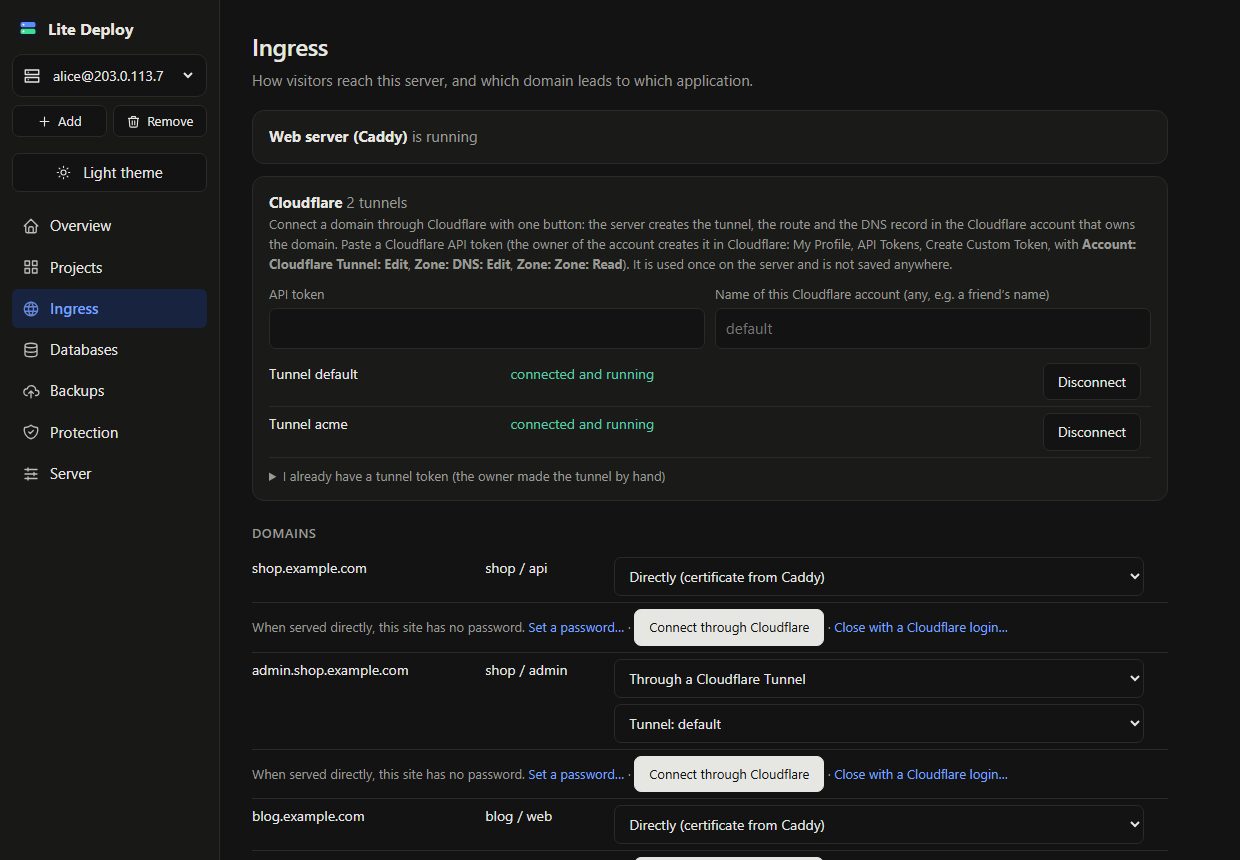 Lite Deploy
alice@203.0.113.7
Add
Remove
Light theme
Overview
Projects
Ingress
Databases
Backups
Protection
Server
Ingress
How visitors reach this server, and which domain leads to which application.
Web server (Caddy) is running
Cloudflare 2 tunnels
Connect a domain through Cloudflare with one button: the server creates the tunnel, the route and the DNS record in the Cloudflare account that owns
the domain. Paste a Cloudflare API token (the owner of the account creates it in Cloudflare: My Profile, API Tokens, Create Custom Token, with Account:
Cloudflare Tunnel: Edit, Zone: DNS: Edit, Zone: Zone: Read). It is used once on the server and is not saved anywhere.
API token
Name of this Cloudflare account (any, e.g. a friend's name)
default
Tunnel default
connected and running
Disconnect
Tunnel acme
connected and running
Disconnect
I already have a tunnel token (the owner made the tunnel by hand)
DOMAINS
shop.example.com
shop / api
Directly (certificate from Caddy)
When served directly, this site has no password. Set a password... · Connect through Cloudflare · Close with a Cloudflare login...
admin.shop.example.com
shop / admin
Through a Cloudflare Tunnel
Tunnel: default
When served directly, this site has no password. Set a password... · Connect through Cloudflare · Close with a Cloudflare login...
blog.example.com
blog / web
Directly (certificate from Caddy)